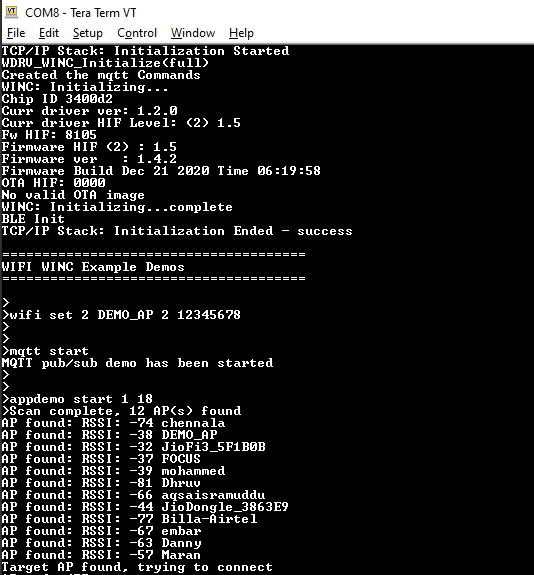 COM8 - Tera Term VT
File Edit Setup Control Window Help
TCP/IP Stack: Initialization Started
WDRU_WINC_Initialize(full)
Created the mqtt Commands
WINC: Initializing...
Chip ID 3400d2
Curr driver ver: 1.2.0
Curr driver HIF Level: (2) 1.5
Fw HIF: 8105
Firmware HIF (2) : 1.5
Firmware ver   : 1.4.2
Firmware Build Dec 21 2020 Time 06:19:58
OTA HIF: 0000
No valid OTA image
WINC: Initializing...complete
BLE Init
TCP/IP Stack: Initialization Ended - success
======================================
WIFI WINC Example Demos
======================================
>
>wifi set 2 DEMO_AP 2 12345678
>
>
>mqtt start
MQTT pub/sub demo has been started
>
>
>appdemo start 1 18
>Scan complete, 12 AP(s) found
AP found: RSSI: -74 chennala
AP found: RSSI: -38 DEMO_AP
AP found: RSSI: -32 JioFi3_5F1B0B
AP found: RSSI: -37 FOCUS
AP found: RSSI: -39 mohammed
AP found: RSSI: -81 Dhruv
AP found: RSSI: -66 aqsaisramuddu
AP found: RSSI: -44 JioDongle_3863E9
AP found: RSSI: -77 Billa-Airtel
AP found: RSSI: -67 embar
AP found: RSSI: -63 Danny
AP found: RSSI: -57 Maran
Target AP found, trying to connect